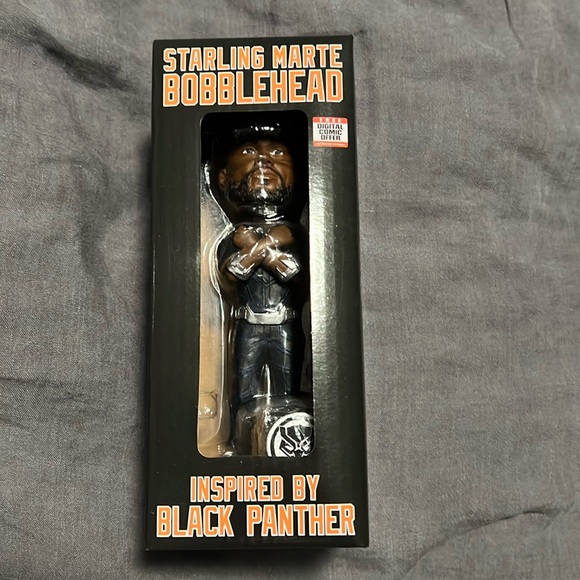 STARLING MARTE
BOBBLEHEAD
FREE
DIGITAL
COMIC
OFFER
INSPIRED BY
BLACK PANTHER